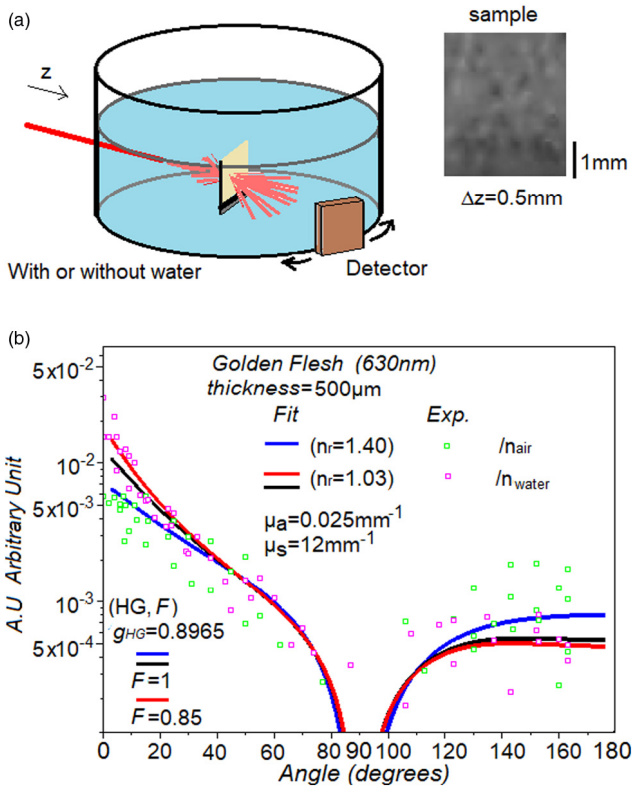 (a)
sample
z
1mm
Δz=0.5mm
With or without water
Detector
(b)
5x10⁻²
10⁻²
5x10⁻³
10⁻³
5x10⁻⁴
A.U Arbitrary Unit
Golden Flesh (630nm)
thickness=500µm
Fit Exp.
(nr=1.40) /nair
(nr=1.03) /nwater
µa=0.025mm⁻¹
µs=12mm⁻¹
(HG, F)
gHG=0.8965
F=1
F=0.85
0 20 40 60 80 90 100 120 140 160 180
Angle (degrees)